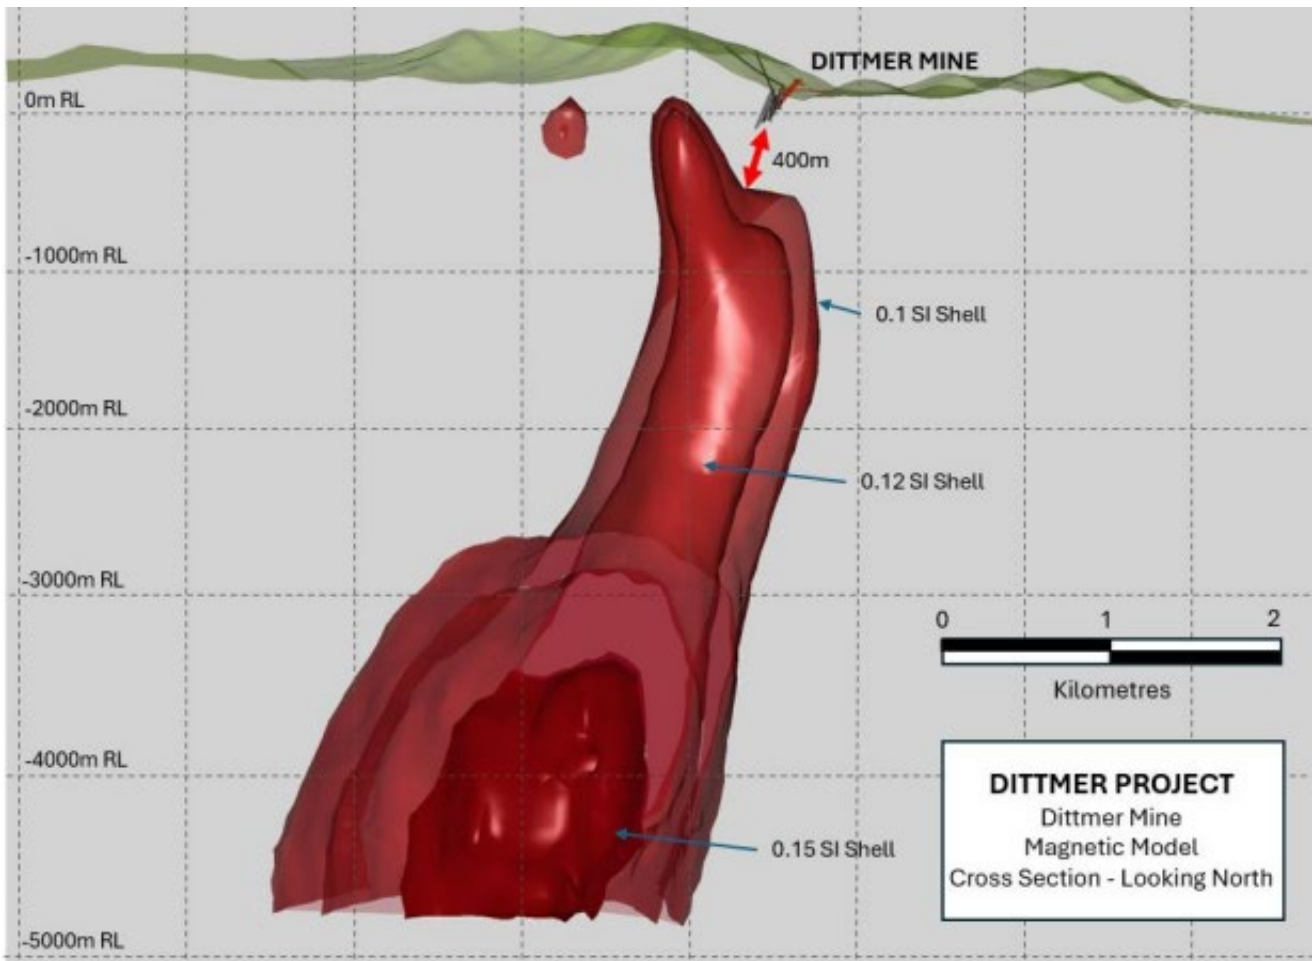 DITTMER MINE
0m RL
400m
-1000m RL
0.1 SI Shell
-2000m RL
0.12 SI Shell
-3000m RL
0 1 2
Kilometres
-4000m RL
DITTMER PROJECT
Dittmer Mine
Magnetic Model
Cross Section - Looking North
0.15 SI Shell
-5000m RL